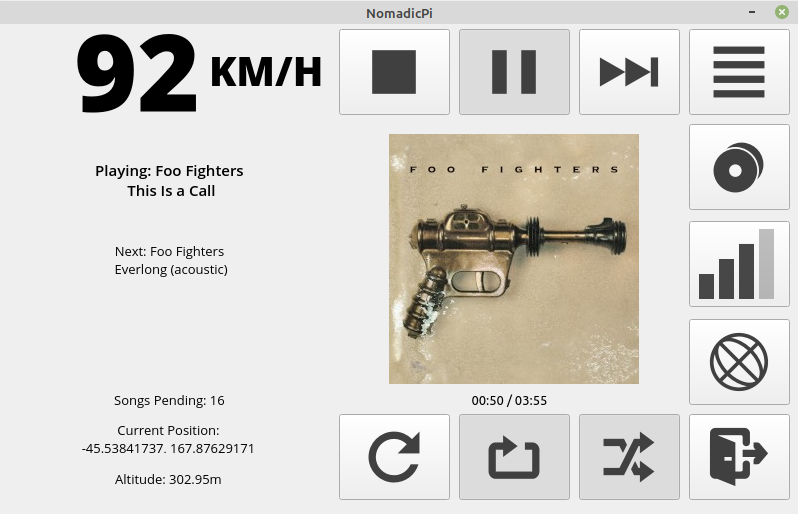 NomadicPi
92 KM/H
Playing: Foo Fighters
This Is a Call
FOO FIGHTERS
Next: Foo Fighters
Everlong (acoustic)
Songs Pending: 16
00:50 / 03:55
Current Position:
-45.53841737. 167.87629171
Altitude: 302.95m